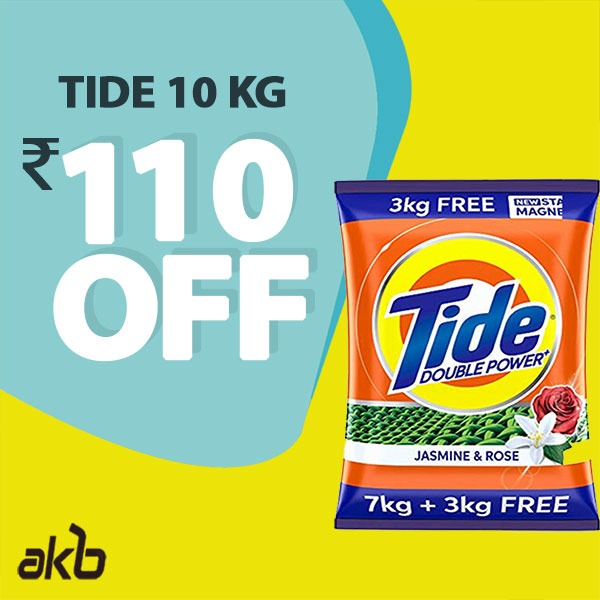 TIDE 10 KG
₹110
OFF
3kg FREE
NEW STA
MAGNE
Tide
DOUBLE POWER+
JASMINE & ROSE
7kg + 3kg FREE
akb